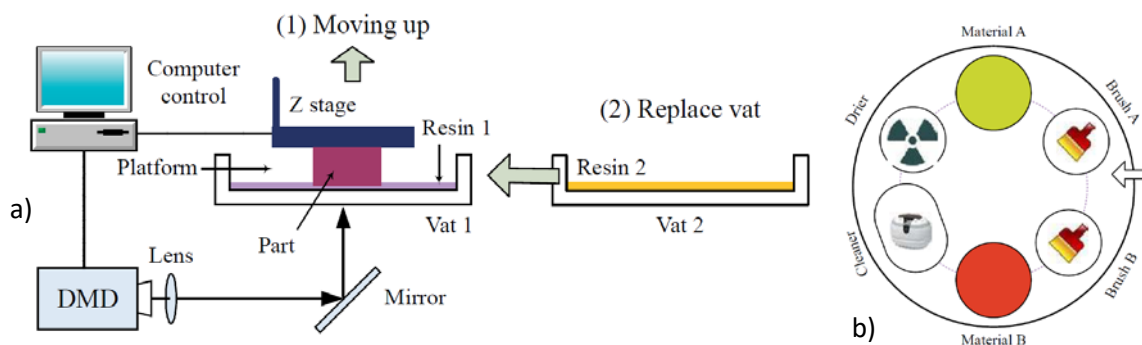 (1) Moving up
Computer
control
Z stage
Resin 1
(2) Replace vat
Platform
Resin 2
a)
Part
Vat 1
Vat 2
Lens
DMD
Mirror
Material A
Drier
Brush A
Cleaner
Brush B
b)
Material B